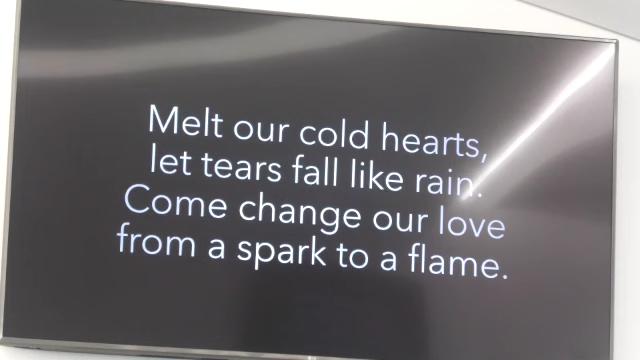 Melt our cold hearts,
let tears fall like rain.
Come change our love
from a spark to a flame.